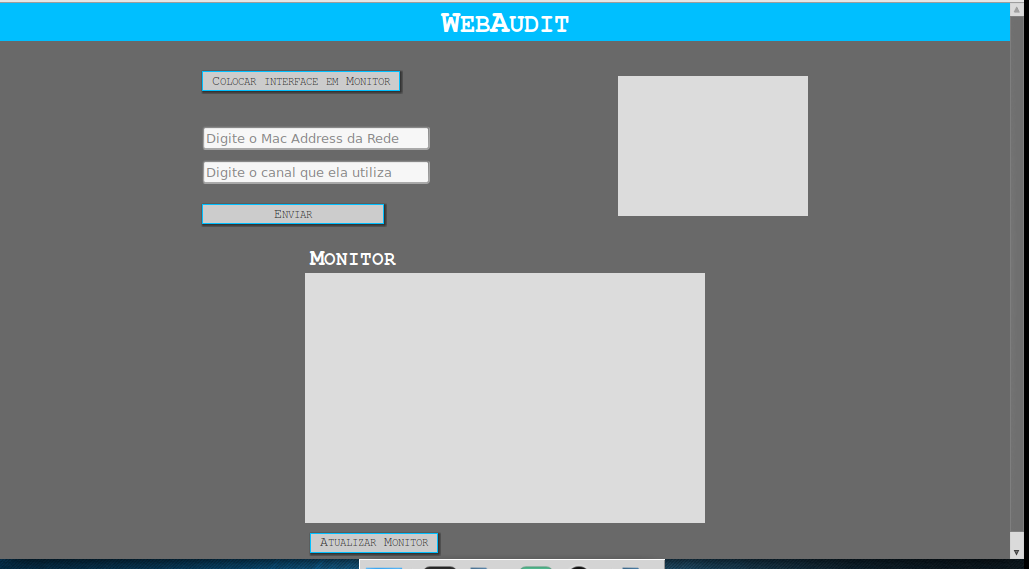 WebAudit
Colocar interface em Monitor
Digite o Mac Address da Rede
Digite o canal que ela utiliza
Enviar
Monitor
Atualizar Monitor